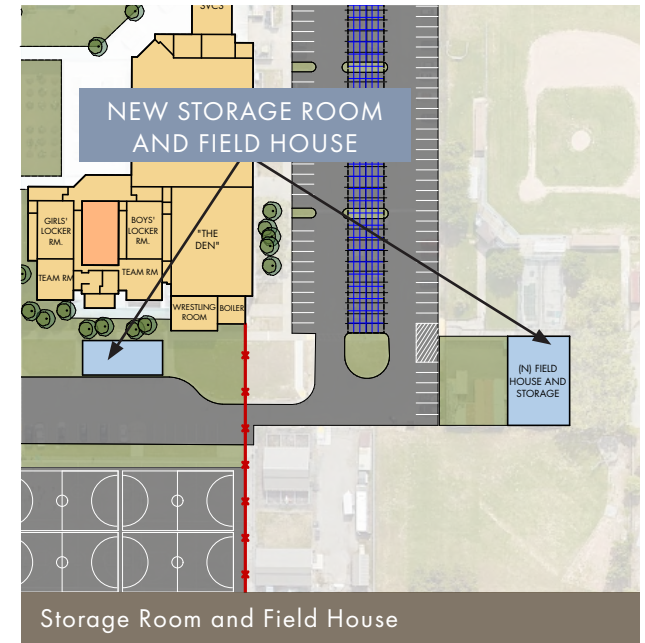 SVCS
NEW STORAGE ROOM
AND FIELD HOUSE
GIRLS'
LOCKER
RM.
BOYS'
LOCKER
RM.
"THE
DEN"
TEAM RM
TEAM RM
WRESTLING
ROOM
BOILER
(N) FIELD
HOUSE AND
STORAGE
Storage Room and Field House